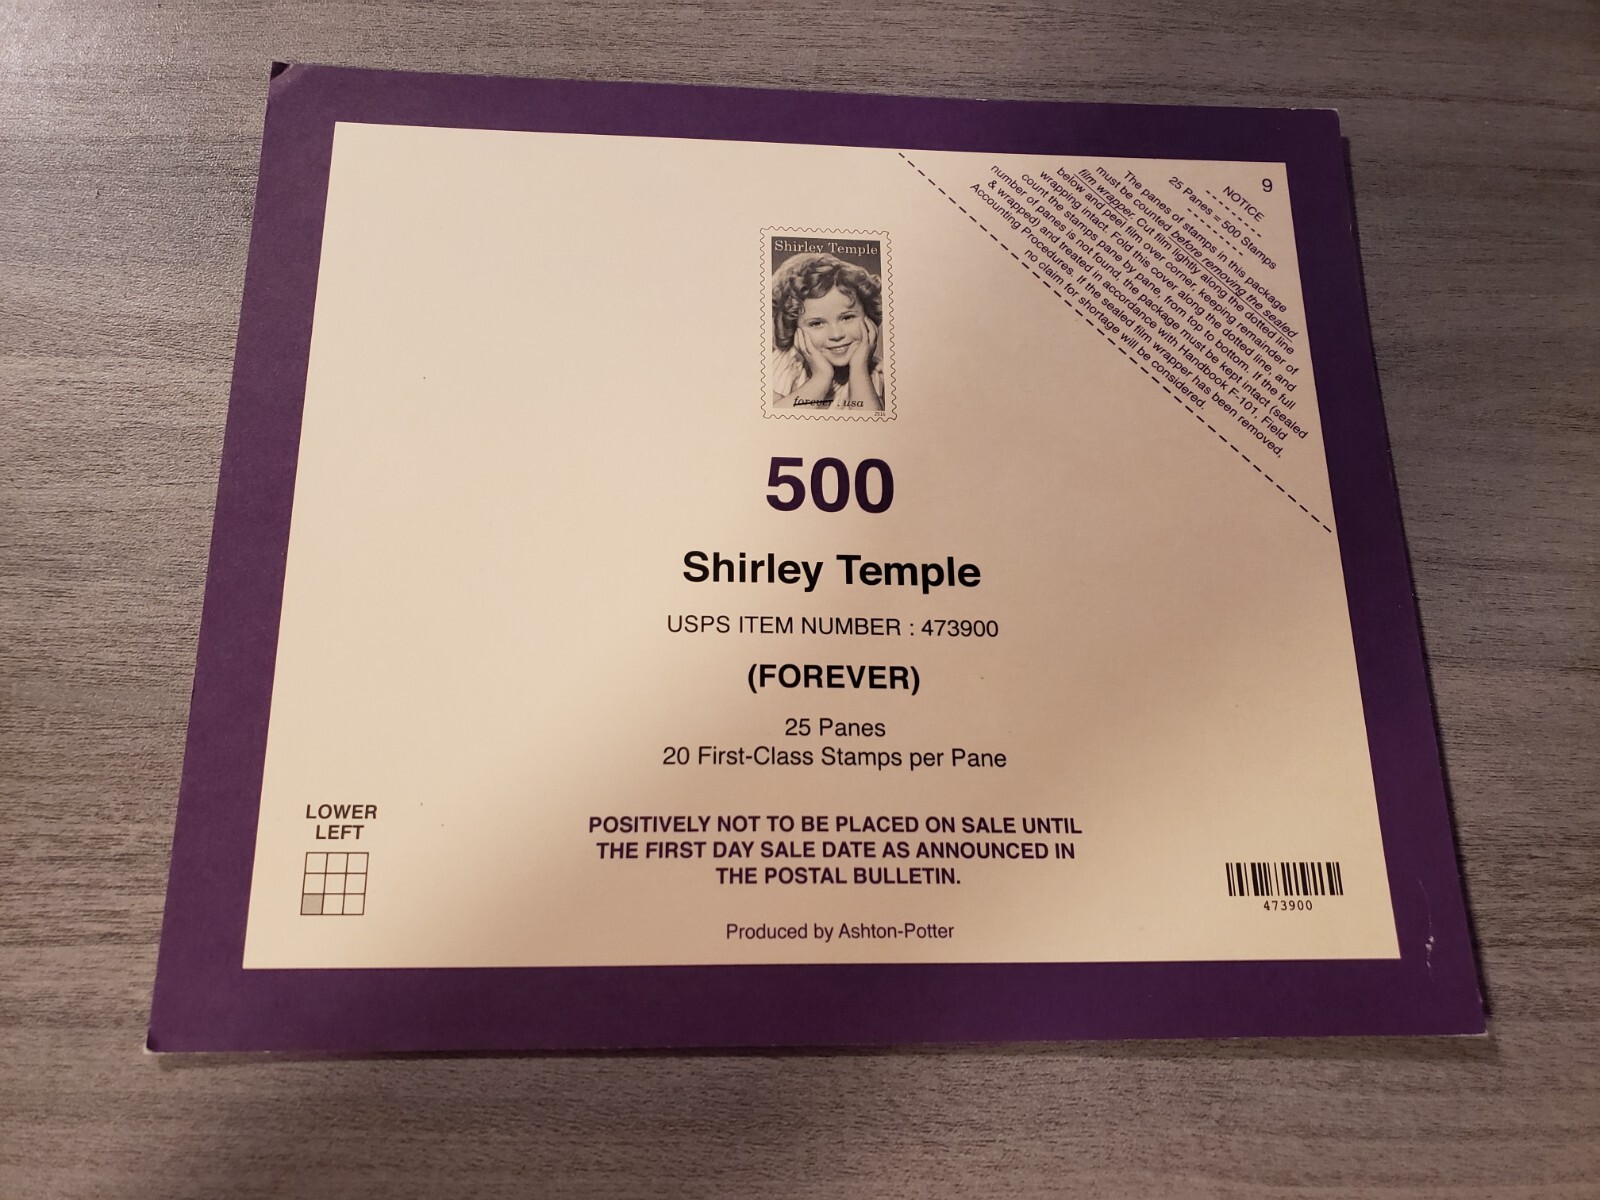 9
NOTICE
25 Panes = 500 Stamps
The panes of stamps in this package
must be counted before removing the sealed
film wrapper. Cut film lightly along the dotted line
below and peel film over corner, keeping remainder of
wrapping intact. Fold this cover along the dotted line, and
count the stamps pane by pane, from top to bottom. If the full
number of panes is not found, the package must be kept intact (sealed
& wrapped) and treated in accordance with Handbook F-101, Field
Accounting Procedures. If the sealed film wrapper has been removed,
no claim for shortage will be considered.
Shirley Temple
forever . usa
2016
500
Shirley Temple
USPS ITEM NUMBER : 473900
(FOREVER)
25 Panes
20 First-Class Stamps per Pane
LOWER
LEFT
POSITIVELY NOT TO BE PLACED ON SALE UNTIL
THE FIRST DAY SALE DATE AS ANNOUNCED IN
THE POSTAL BULLETIN.
473900
Produced by Ashton-Potter